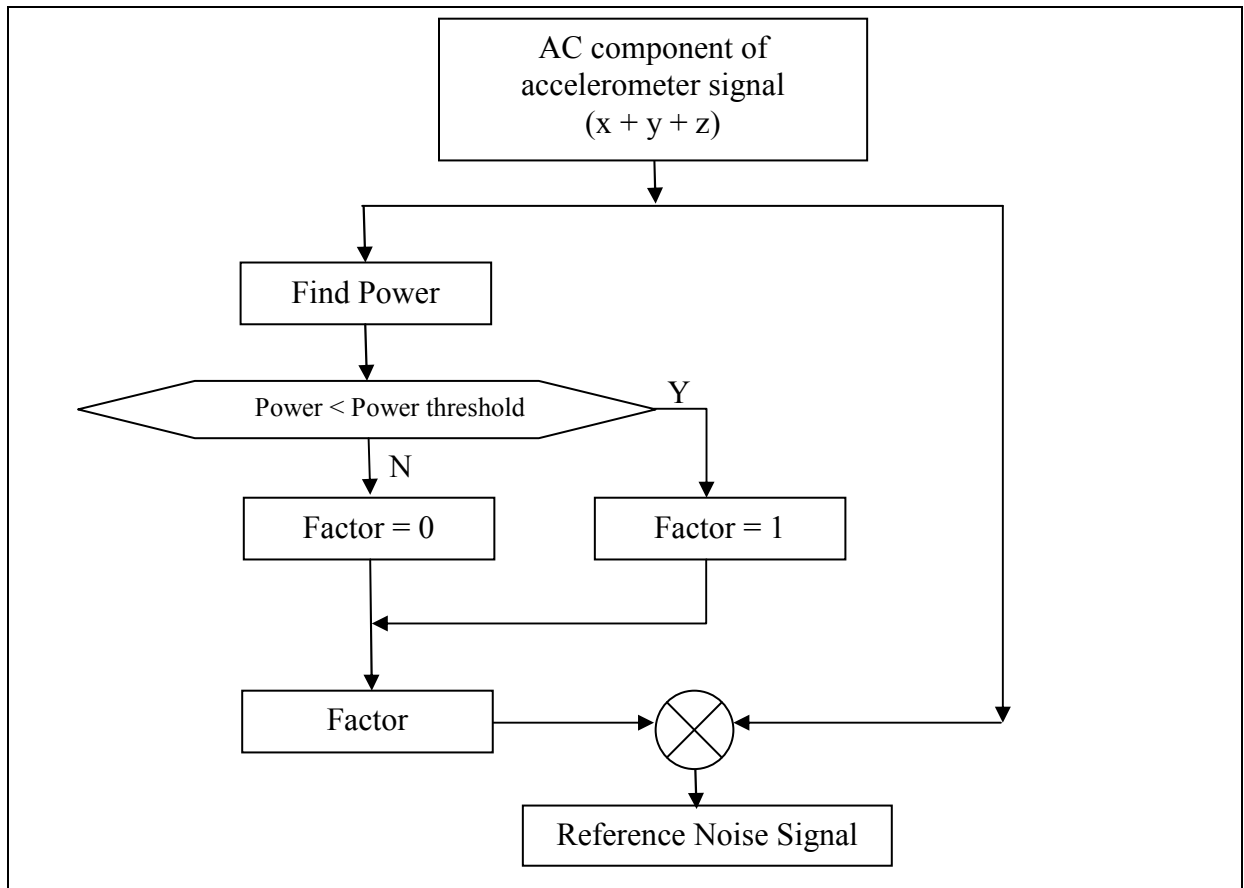 AC component of
accelerometer signal
(x + y + z)
Find Power
Power < Power threshold
Y
N
Factor = 0
Factor = 1
Factor
Reference Noise Signal